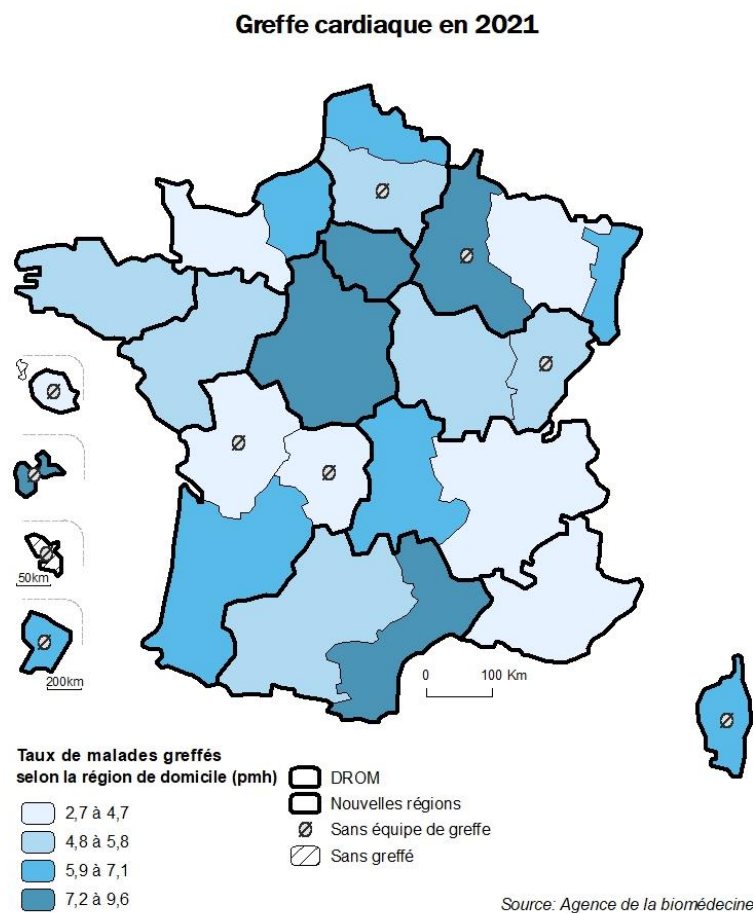 Greffe cardiaque en 2021
50km
200km
0 100 Km
Taux de malades greffés
selon la région de domicile (pmh)
2,7 à 4,7
4,8 à 5,8
5,9 à 7,1
7,2 à 9,6
DROM
Nouvelles régions
Sans équipe de greffe
Sans greffé
Source: Agence de la biomédecine